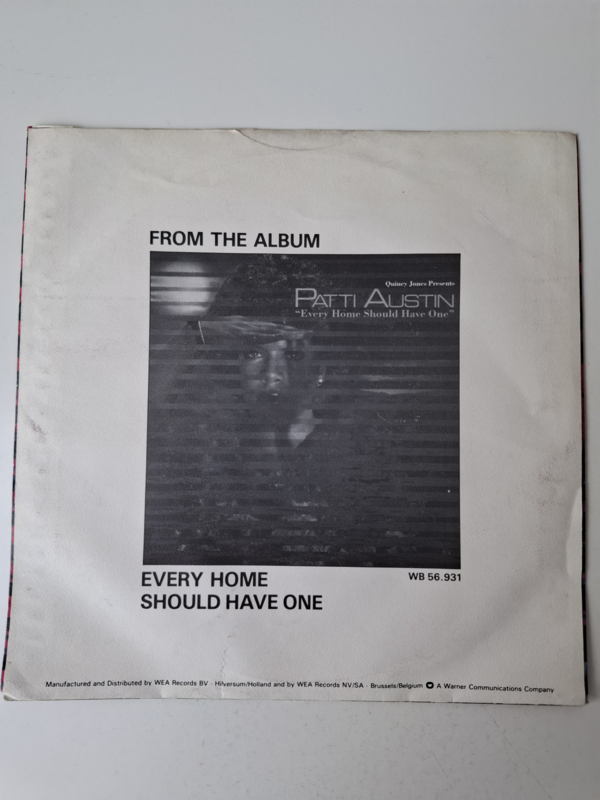 FROM THE ALBUM
Quincy Jones Presents
PATTI AUSTIN
"Every Home Should Have One"
EVERY HOME
SHOULD HAVE ONE
WB 56.931
Manufactured and Distributed by WEA Records BV - Hilversum/Holland and by WEA Records NV/SA - Brussels/Belgium A Warner Communications Company